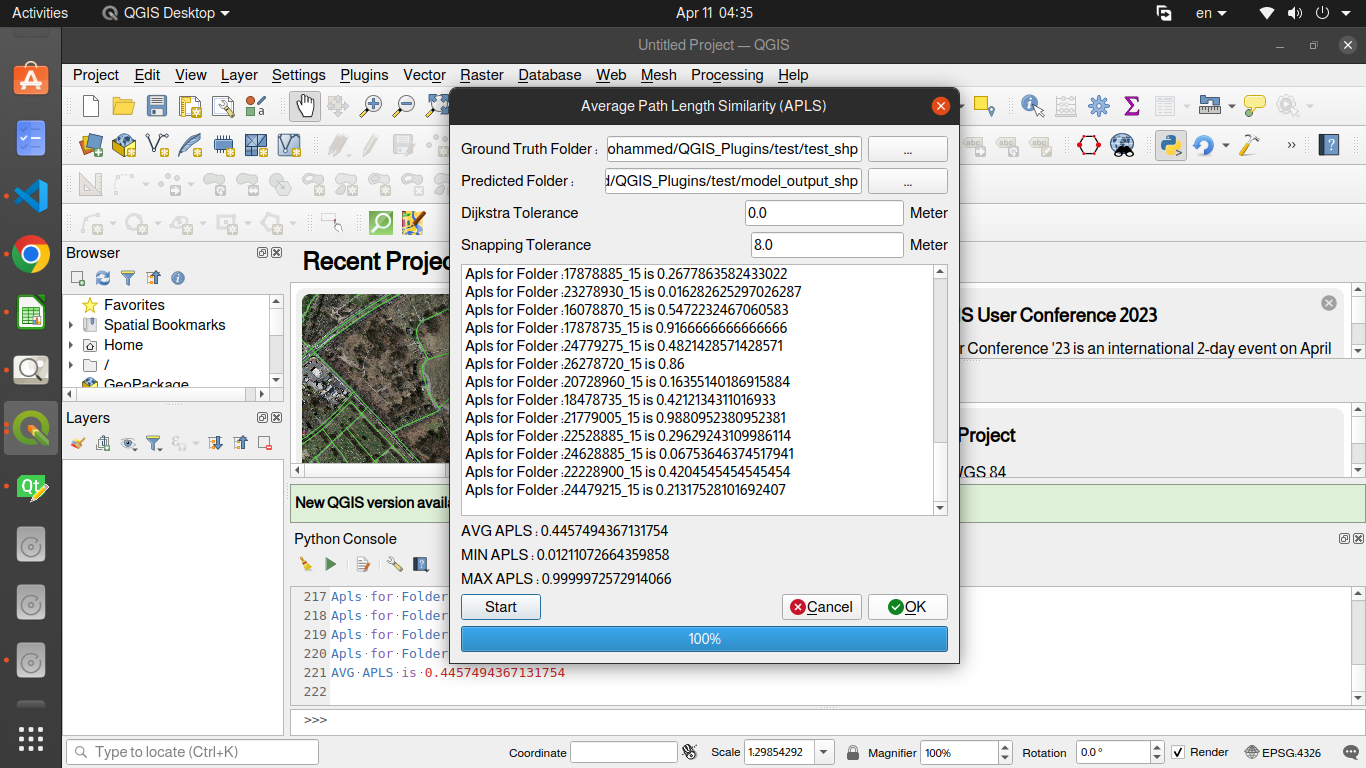 Activities QGIS Desktop Apr 11 04:35 en
Untitled Project — QGIS
Project Edit View Layer Settings Plugins Vector Raster Database Web Mesh Processing Help
Average Path Length Similarity (APLS)
Ground Truth Folder : ohammed/QGIS_Plugins/test/test_shp ...
Predicted Folder : d/QGIS_Plugins/test/model_output_shp ...
Dijkstra Tolerance 0.0 Meter
Snapping Tolerance 8.0 Meter
Apls for Folder :17878885_15 is 0.2677863582433022
Apls for Folder :23278930_15 is 0.016282625297026287
Apls for Folder :16078870_15 is 0.5472232467060583
Apls for Folder :17878735_15 is 0.9166666666666666
Apls for Folder :24779275_15 is 0.4821428571428571
Apls for Folder :26278720_15 is 0.86
Apls for Folder :20728960_15 is 0.16355140186915884
Apls for Folder :18478735_15 is 0.4212134311016933
Apls for Folder :21779005_15 is 0.9880952380952381
Apls for Folder :22528885_15 is 0.29629243109986114
Apls for Folder :24628885_15 is 0.06753646374517941
Apls for Folder :22228900_15 is 0.4204545454545454
Apls for Folder :24479215_15 is 0.21317528101692407
AVG APLS : 0.4457494367131754
MIN APLS : 0.01211072664359858
MAX APLS : 0.9999972572914066
Start Cancel OK
100%
Browser
Favorites
Spatial Bookmarks
Home
/
GeoPackage
Layers
Recent Projec
S User Conference 2023
r Conference '23 is an international 2-day event on April
Project
WGS 84
New QGIS version availa
Python Console
217 Apls for Folder
218 Apls for Folder
219 Apls for Folder
220 Apls for Folder
221 AVG APLS is 0.4457494367131754
222
>>>
Type to locate (Ctrl+K) Coordinate Scale 1:29854292 Magnifier 100% Rotation 0.0 ° Render EPSG:4326